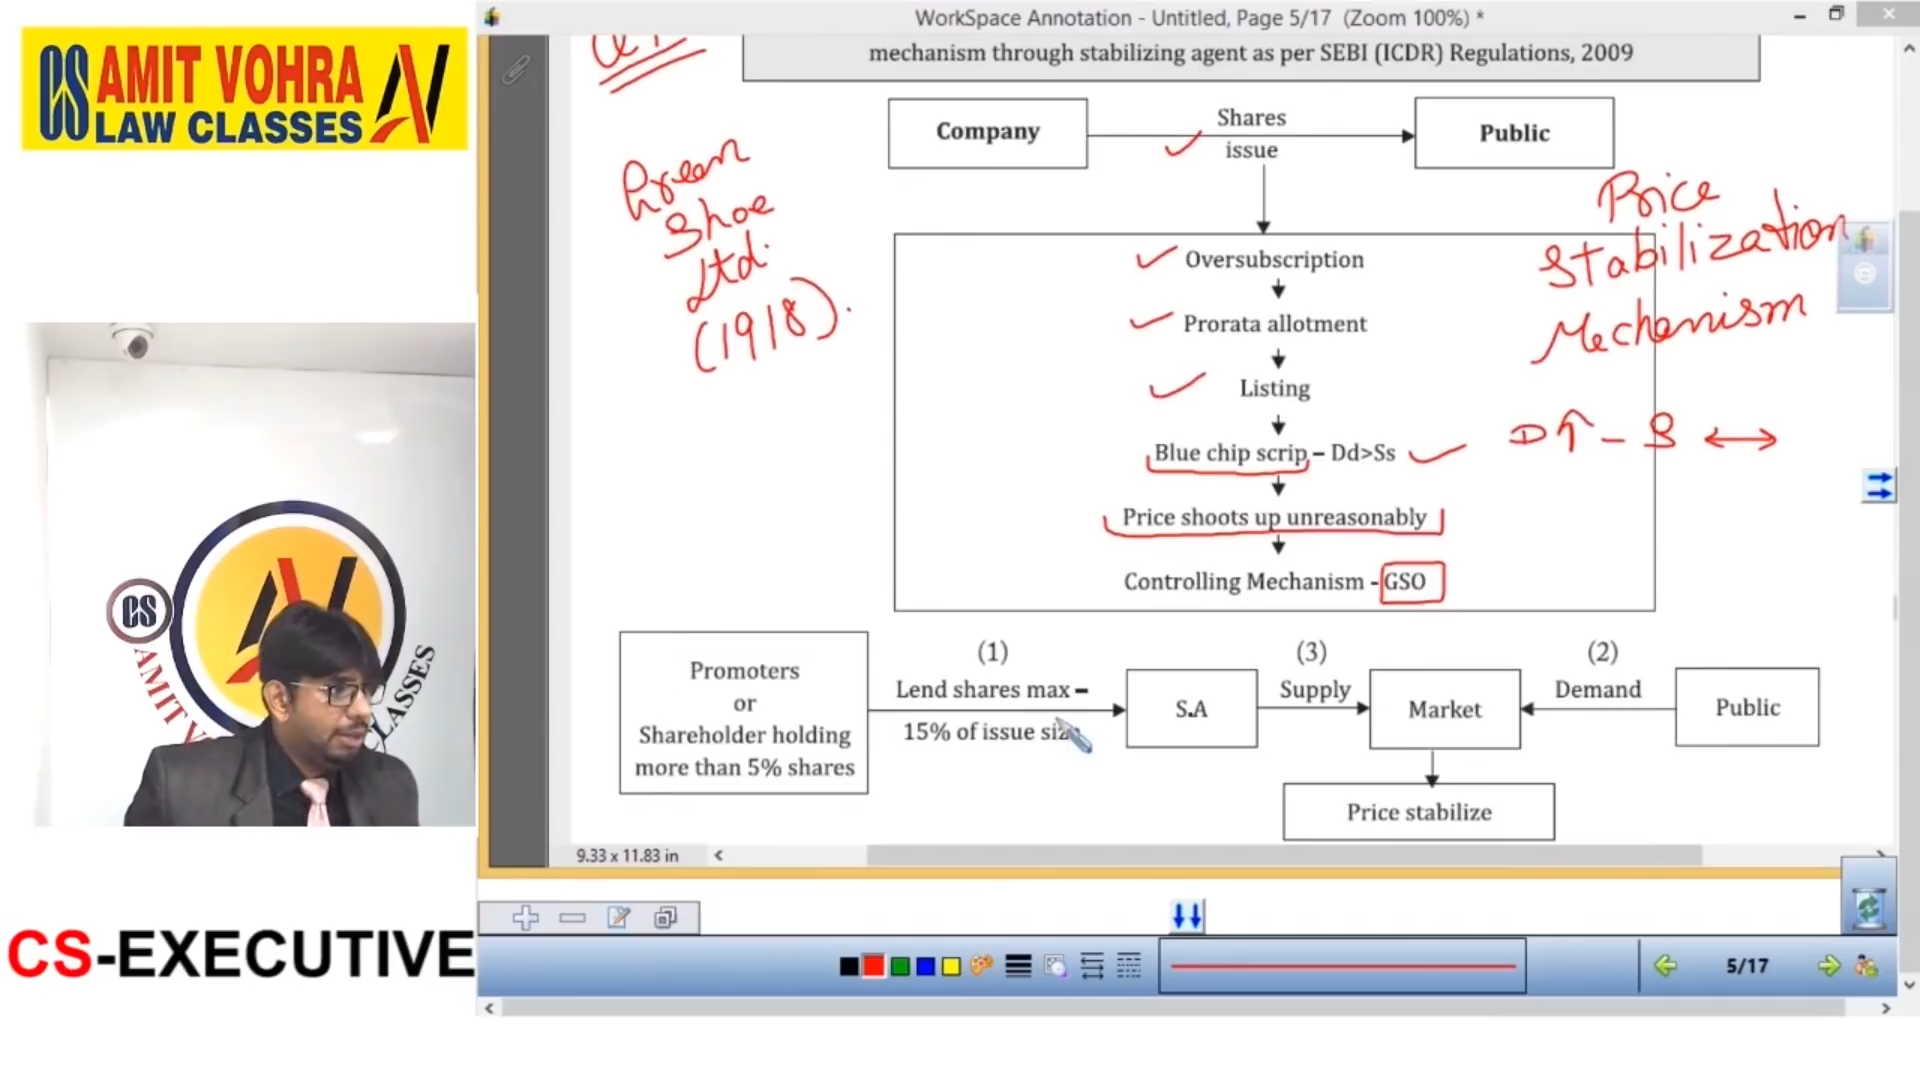 WorkSpace Annotation - Untitled, Page 5/17 (Zoom 100%) *
CS AMIT VOHRA
LAW CLASSES
AV
mechanism through stabilizing agent as per SEBI (ICDR) Regulations, 2009
Company
Shares
issue
Public
Green
Shoe
Ltd.
(1918).
Price
Stabilization
Mechanism
Oversubscription
Prorata allotment
Listing
Blue chip scrip – Dd>Ss
D↑ – S ↔
Price shoots up unreasonably
Controlling Mechanism - GSO
Promoters
or
Shareholder holding
more than 5% shares
(1)
Lend shares max –
15% of issue size
S.A
(3)
Supply
Market
(2)
Demand
Public
Price stabilize
CS
AMIT V
LASSES
9.33 x 11.83 in
CS-EXECUTIVE
5/17